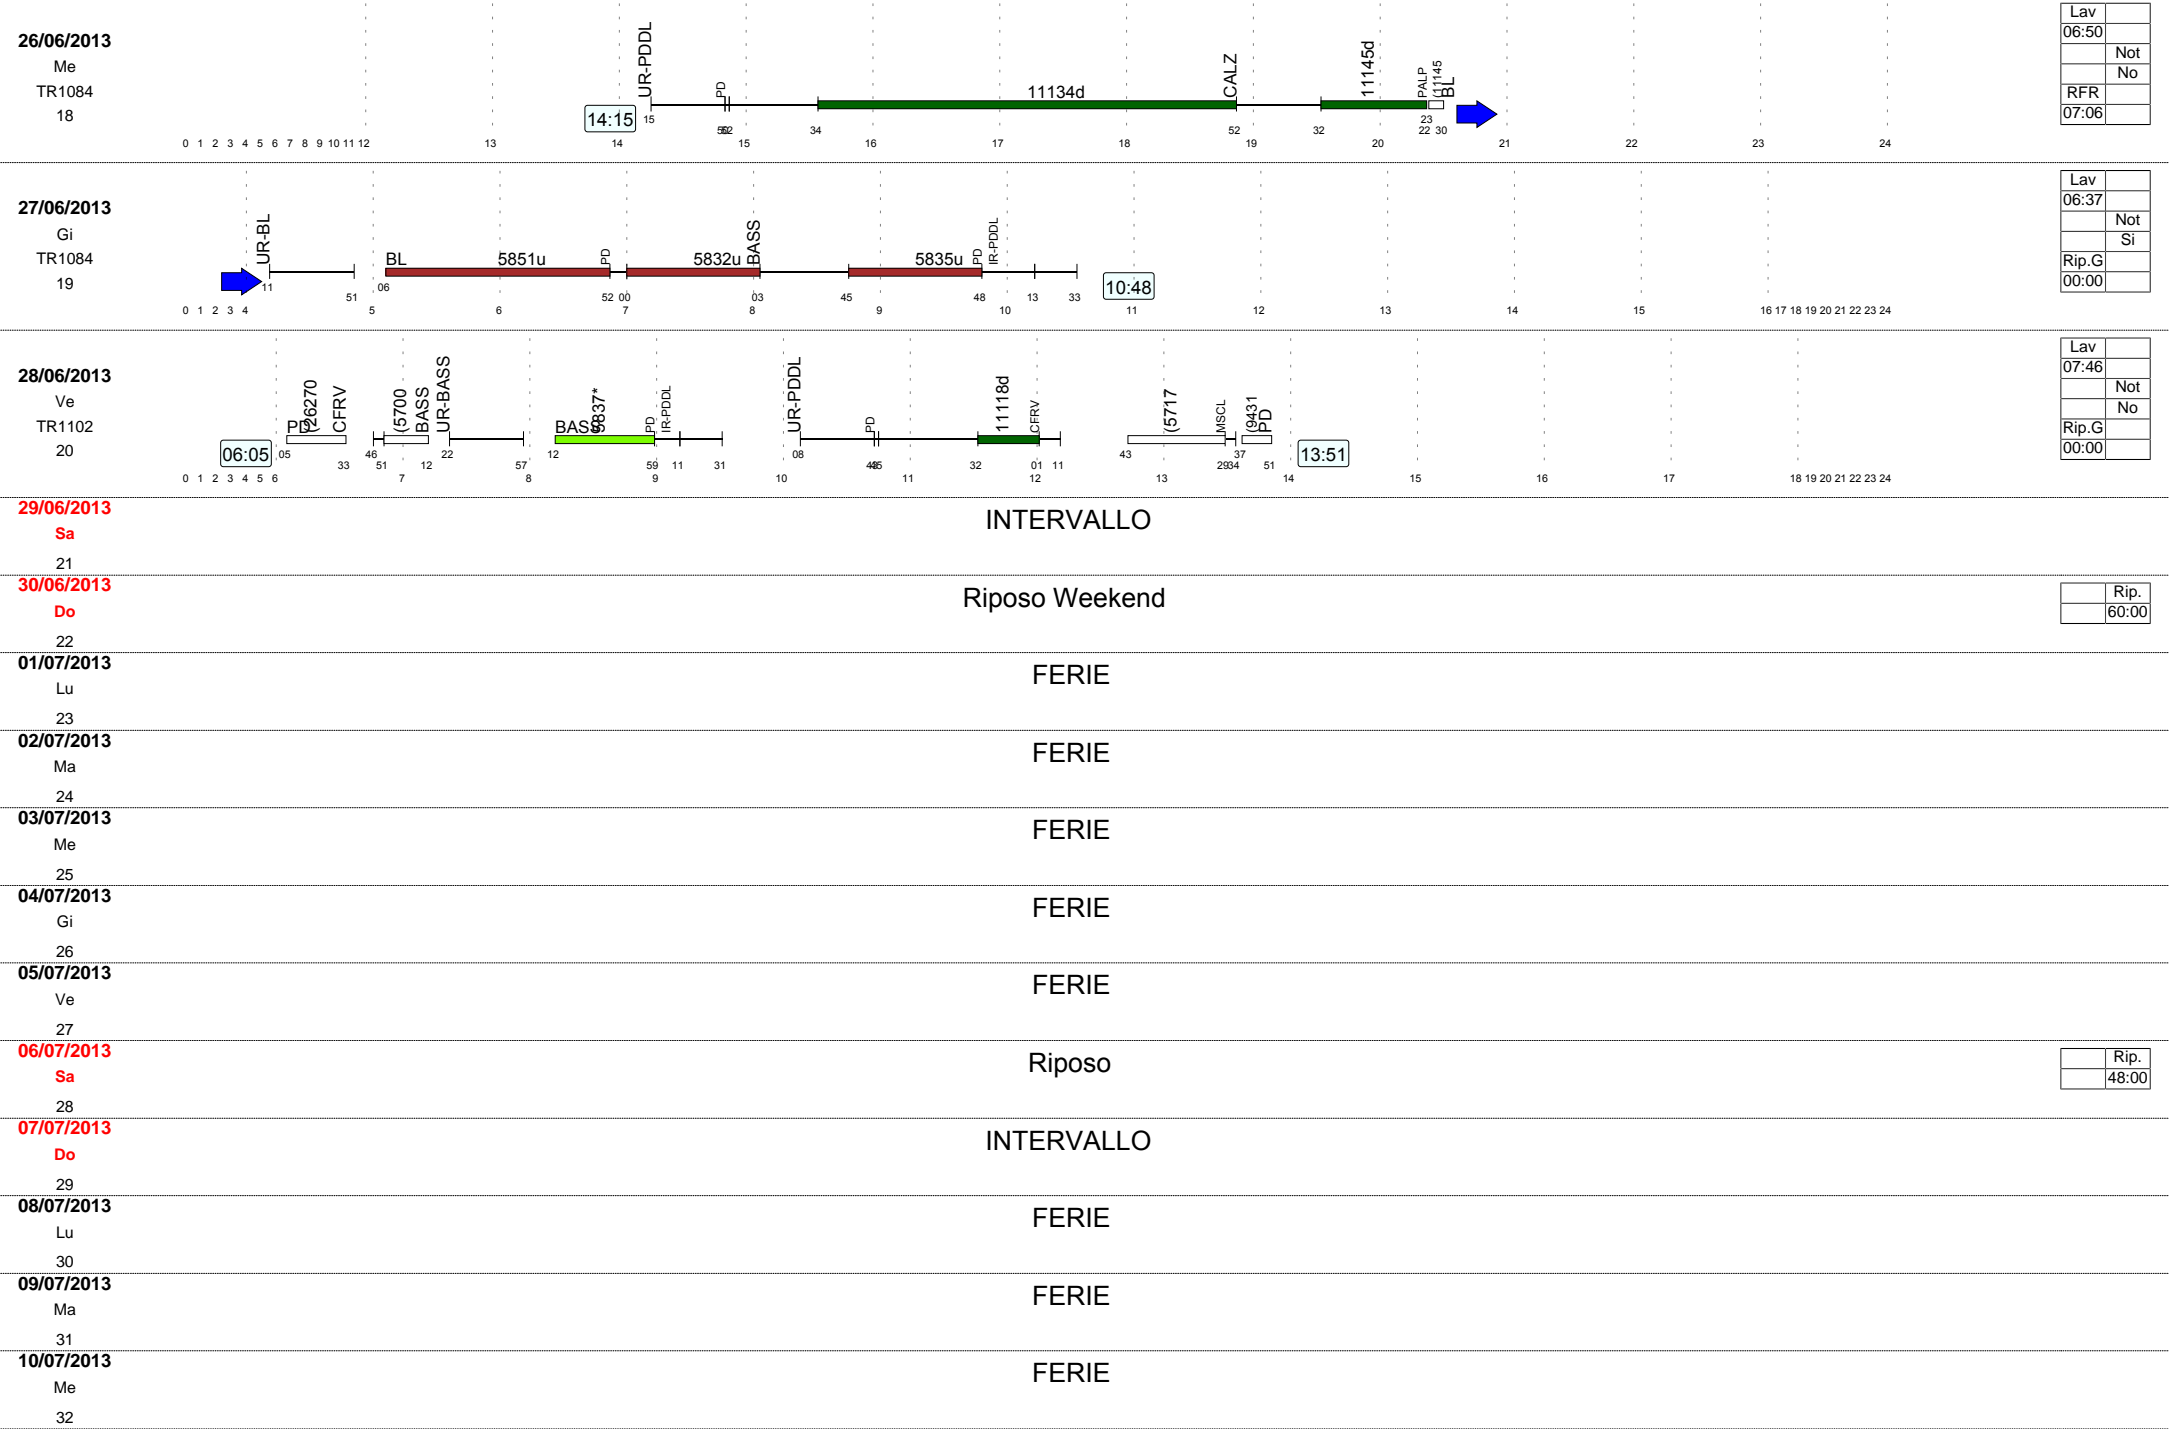 26/06/2013
Me
TR1084
18
14:15
UR-PDDL
PD
11134d
CALZ
11145d
PALP
(11145
BL
15 50 52 34 52 32 23
22 30
0 1 2 3 4 5 6 7 8 9 10 11 12 13 14 15 16 17 18 19 20 21 22 23 24
Lav
06:50
Not
No
RFR
07:06
27/06/2013
Gi
TR1084
19
UR-BL
BL 5851u PD 5832u BASS 5835u PD IR-PDDL
11 51 06 52 00 03 45 48 13 33
10:48
0 1 2 3 4 5 6 7 8 9 10 11 12 13 14 15 16 17 18 19 20 21 22 23 24
Lav
06:37
Not
Si
Rip.G
00:00
28/06/2013
Ve
TR1102
20
06:05
PD (26270 CFRV (5700 BASS UR-BASS BASS 5837* PD IR-PDDL UR-PDDL PD 11118d CFRV (5717 MSCL (9431 PD
05 33 46 51 12 22 57 12 59 11 31 08 45 32 01 11 43 29 34 37 51
13:51
0 1 2 3 4 5 6 7 8 9 10 11 12 13 14 15 16 17 18 19 20 21 22 23 24
Lav
07:46
Not
No
Rip.G
00:00
29/06/2013
Sa
21
INTERVALLO
30/06/2013
Do
22
Riposo Weekend
Rip.
60:00
01/07/2013
Lu
23
FERIE
02/07/2013
Ma
24
FERIE
03/07/2013
Me
25
FERIE
04/07/2013
Gi
26
FERIE
05/07/2013
Ve
27
FERIE
06/07/2013
Sa
28
Riposo
Rip.
48:00
07/07/2013
Do
29
INTERVALLO
08/07/2013
Lu
30
FERIE
09/07/2013
Ma
31
FERIE
10/07/2013
Me
32
FERIE